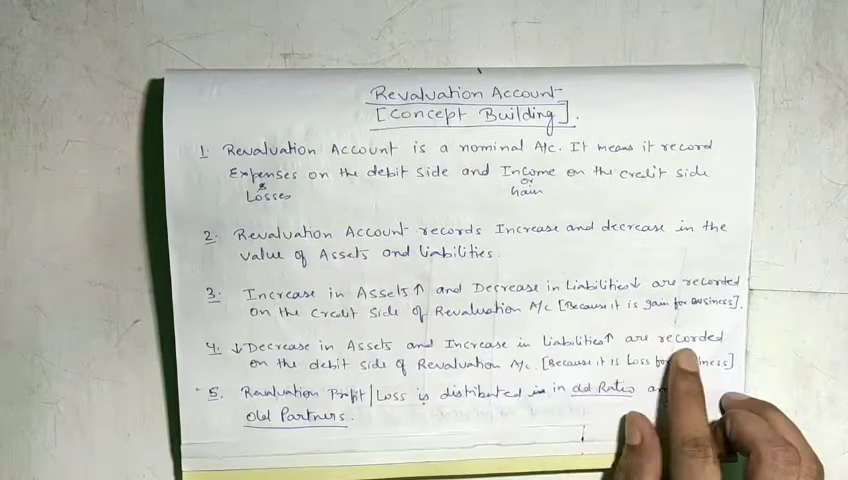 Revaluation Account
[Concept Building].
1. Revaluation Account is a nominal A/c. It means it record
Expenses on the debit side and Income on the credit side
& Losses
or Gain
2. Revaluation Account records Increase and decrease in the
value of Assets and liabilities.
3. Increase in Assets↑ and Decrease in Liabilities↓ are recorded
on the Credit Side of Revaluation A/c [Because it is gain for Business].
4. ↓Decrease in Assets and Increase in Liabilities↑ are recorded
on the debit side of Revaluation A/c. [Because it is Loss for
5. Revaluation Profit/Loss is distributed in old Ratio
Old Partners.